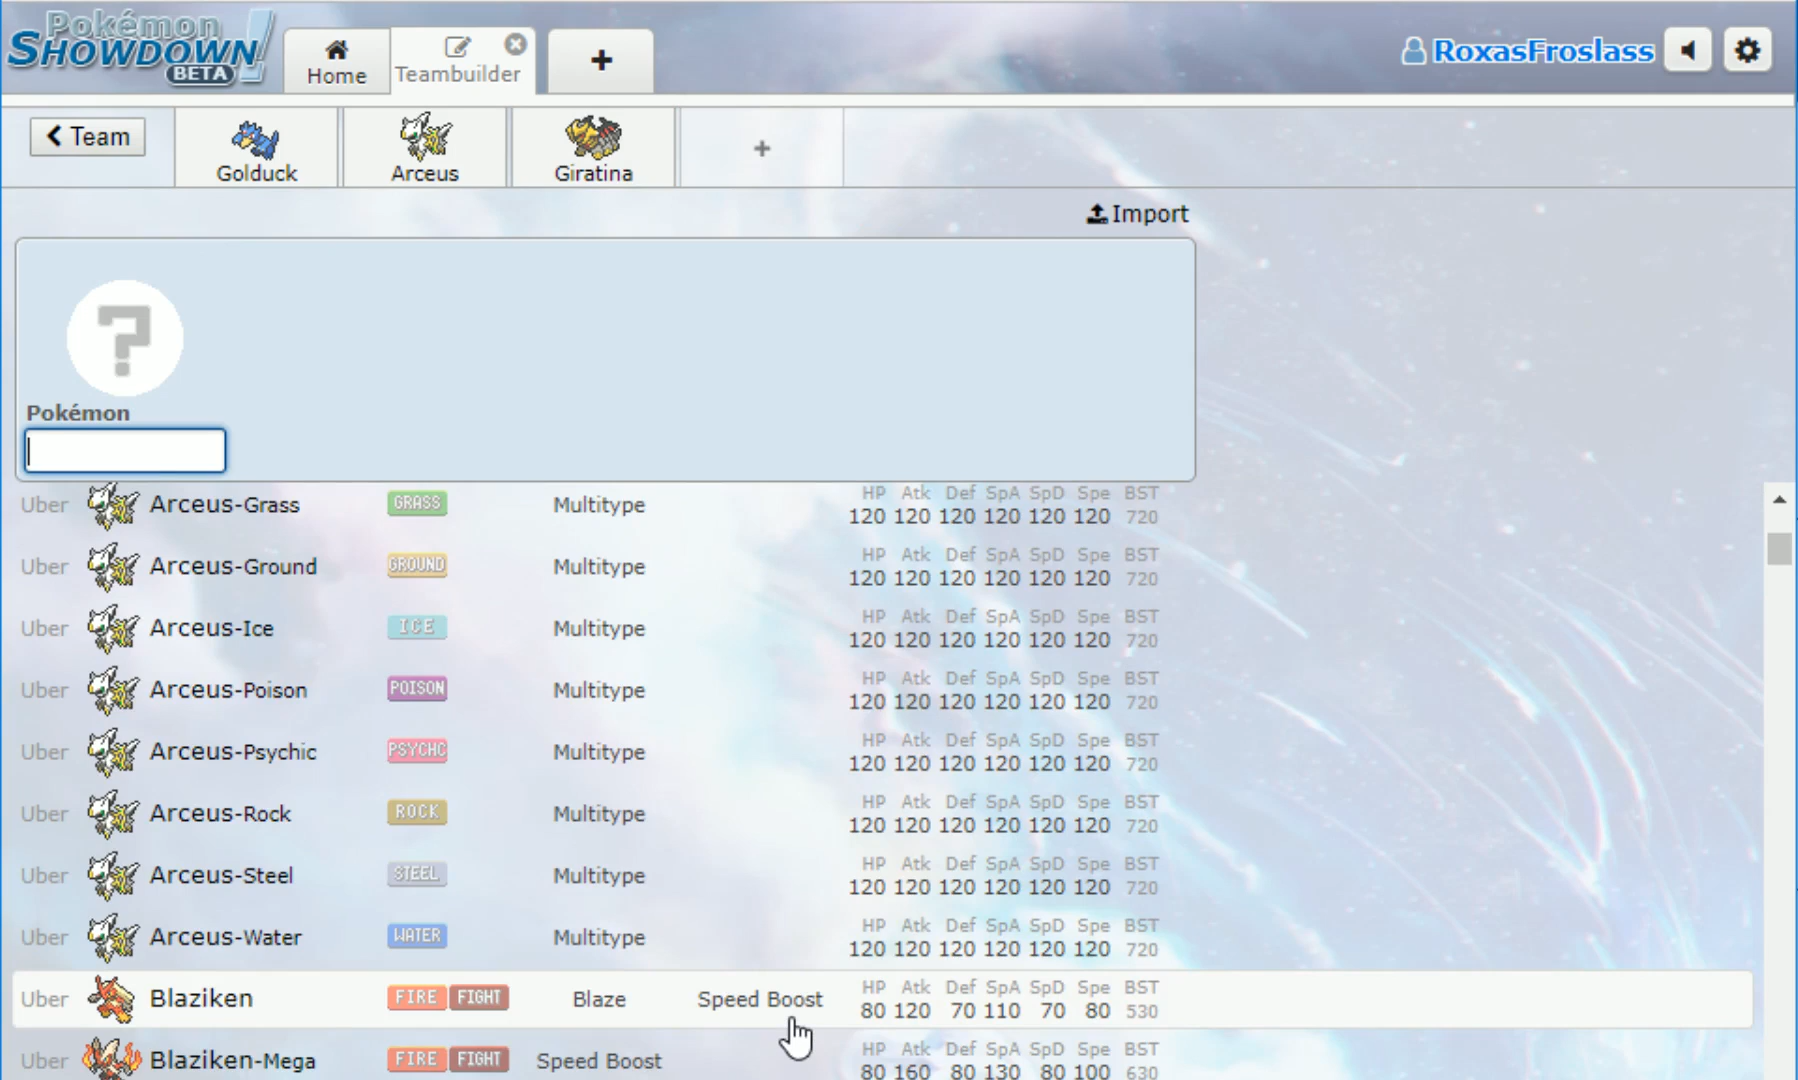 Pokémon
SHOWDOWN!
BETA
Home
Teambuilder
+
RoxasFroslass
Team
Golduck
Arceus
Giratina
+
Import
?
Pokémon
Uber Arceus-Grass GRASS Multitype HP Atk Def SpA SpD Spe BST
120 120 120 120 120 120 720
Uber Arceus-Ground GROUND Multitype HP Atk Def SpA SpD Spe BST
120 120 120 120 120 120 720
Uber Arceus-Ice ICE Multitype HP Atk Def SpA SpD Spe BST
120 120 120 120 120 120 720
Uber Arceus-Poison POISON Multitype HP Atk Def SpA SpD Spe BST
120 120 120 120 120 120 720
Uber Arceus-Psychic PSYCHC Multitype HP Atk Def SpA SpD Spe BST
120 120 120 120 120 120 720
Uber Arceus-Rock ROCK Multitype HP Atk Def SpA SpD Spe BST
120 120 120 120 120 120 720
Uber Arceus-Steel STEEL Multitype HP Atk Def SpA SpD Spe BST
120 120 120 120 120 120 720
Uber Arceus-Water WATER Multitype HP Atk Def SpA SpD Spe BST
120 120 120 120 120 120 720
Uber Blaziken FIRE FIGHT Blaze Speed Boost HP Atk Def SpA SpD Spe BST
80 120 70 110 70 80 530
Uber Blaziken-Mega FIRE FIGHT Speed Boost HP Atk Def SpA SpD Spe BST
80 160 80 130 80 100 630